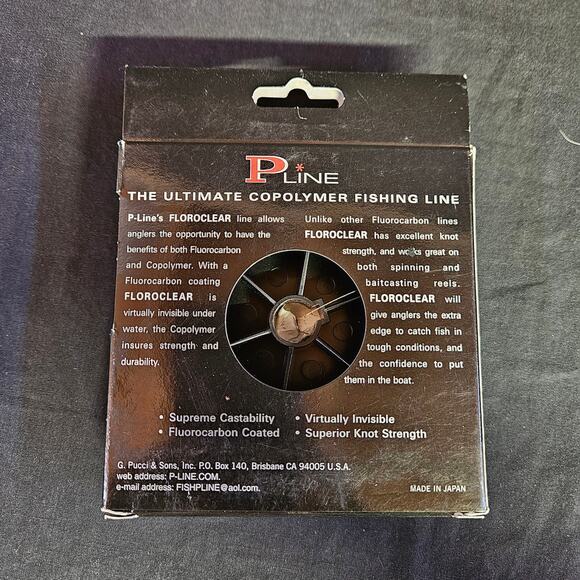 P*LINE
THE ULTIMATE COPOLYMER FISHING LINE
P-Line's FLOROCLEAR line allows
anglers the opportunity to have the
benefits of both Fluorocarbon
and Copolymer. With a
Fluorocarbon coating
FLOROCLEAR is
virtually invisible under
water, the Copolymer
insures strength and
durability.
Unlike other Fluorocarbon lines
FLOROCLEAR has excellent knot
strength, and works great on
both spinning and
baitcasting reels.
FLOROCLEAR will
give anglers the extra
edge to catch fish in
tough conditions, and
the confidence to put
them in the boat.
• Supreme Castability
• Fluorocarbon Coated
• Virtually Invisible
• Superior Knot Strength
G. Pucci & Sons, Inc. P.O. Box 140, Brisbane CA 94005 U.S.A.
web address: P-LINE.COM.
e-mail address: FISHPLINE@aol.com.
MADE IN JAPAN